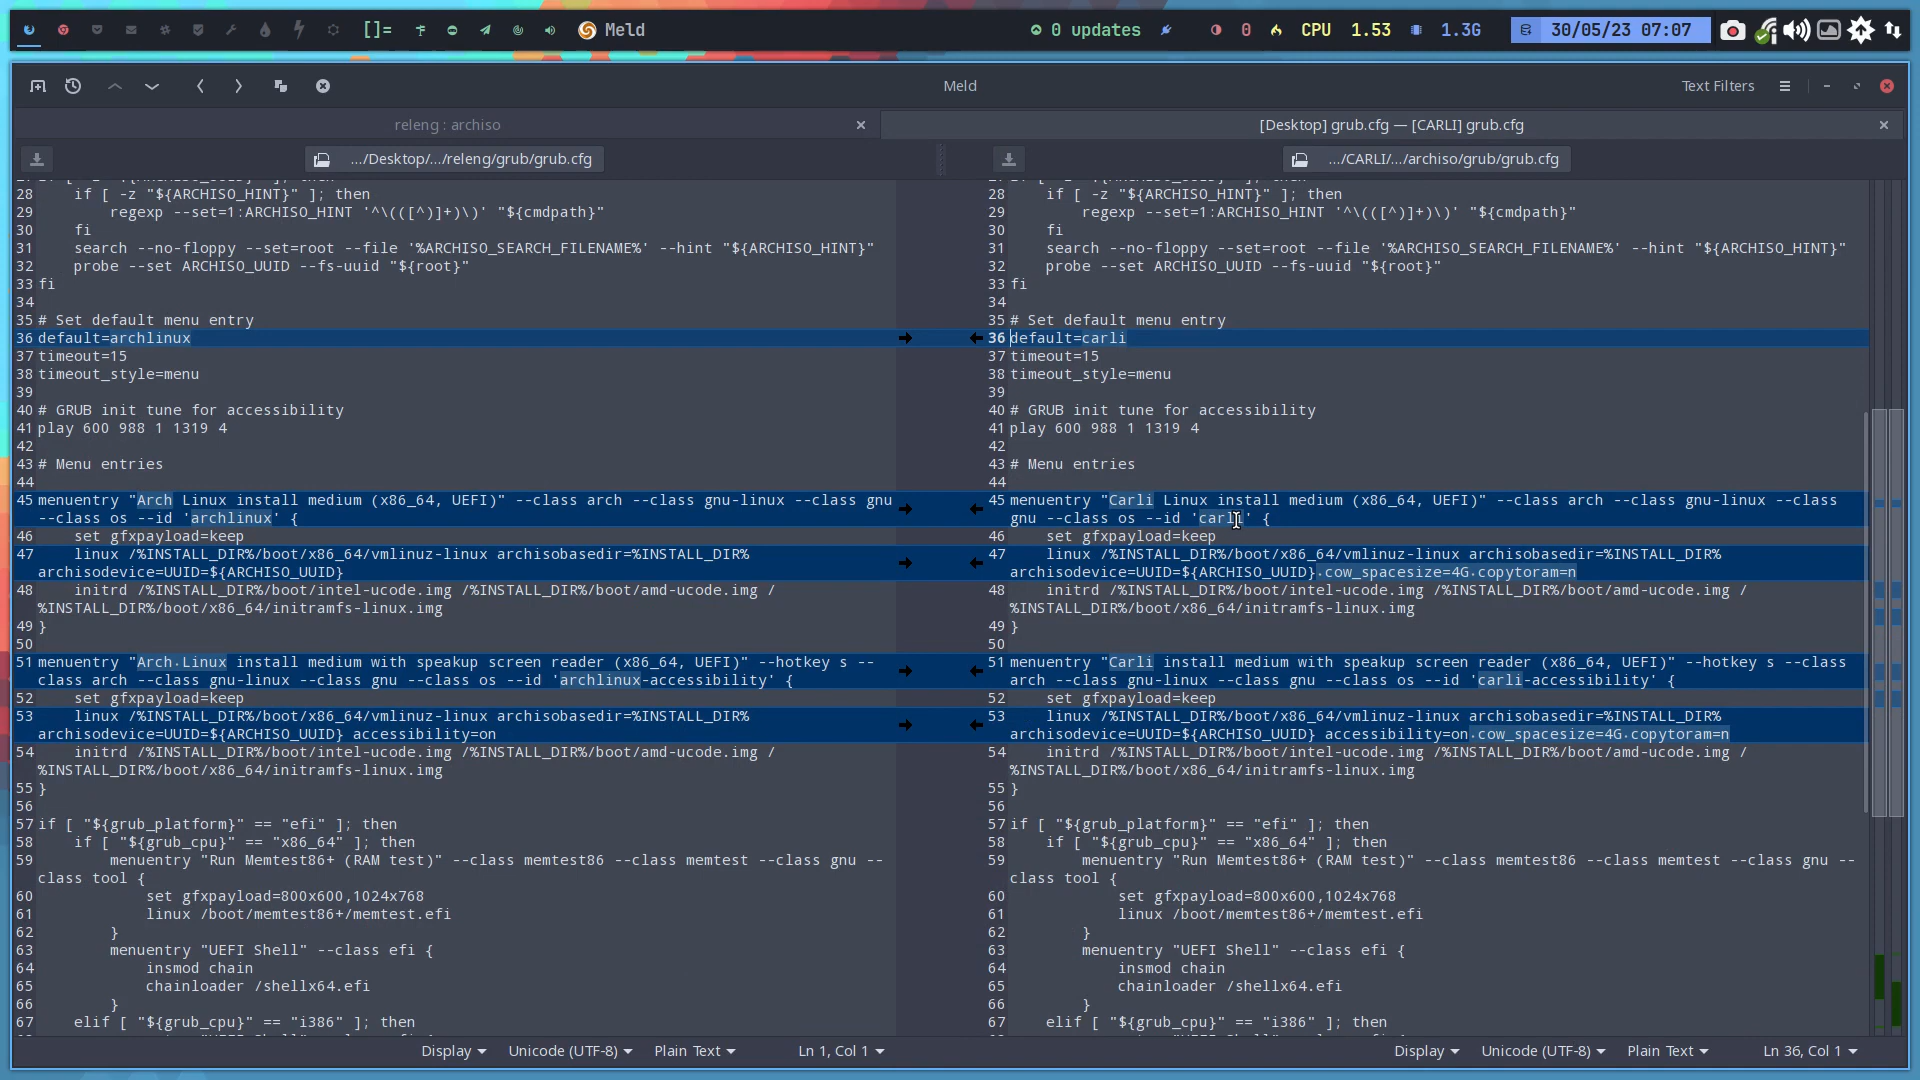 []= Meld 0 updates 0 CPU 1.53 1.3G 30/05/23 07:07
Meld Text Filters
releng : archiso
[Desktop] grub.cfg — [CARLI] grub.cfg
.../Desktop/.../releng/grub/grub.cfg
.../CARLI/.../archiso/grub/grub.cfg
28 if [ -z "${ARCHISO_HINT}" ]; then
29 regexp --set=1:ARCHISO_HINT '^\(([^)]+)\)' "${cmdpath}"
30 fi
31 search --no-floppy --set=root --file '%ARCHISO_SEARCH_FILENAME%' --hint "${ARCHISO_HINT}"
32 probe --set ARCHISO_UUID --fs-uuid "${root}"
33 fi
34
35 # Set default menu entry
36 default=archlinux
37 timeout=15
38 timeout_style=menu
39
40 # GRUB init tune for accessibility
41 play 600 988 1 1319 4
42
43 # Menu entries
44
45 menuentry "Arch Linux install medium (x86_64, UEFI)" --class arch --class gnu-linux --class gnu
--class os --id 'archlinux' {
46 set gfxpayload=keep
47 linux /%INSTALL_DIR%/boot/x86_64/vmlinuz-linux archisobasedir=%INSTALL_DIR%
archisodevice=UUID=${ARCHISO_UUID}
48 initrd /%INSTALL_DIR%/boot/intel-ucode.img /%INSTALL_DIR%/boot/amd-ucode.img /
%INSTALL_DIR%/boot/x86_64/initramfs-linux.img
49 }
50
51 menuentry "Arch Linux install medium with speakup screen reader (x86_64, UEFI)" --hotkey s --
class arch --class gnu-linux --class gnu --class os --id 'archlinux-accessibility' {
52 set gfxpayload=keep
53 linux /%INSTALL_DIR%/boot/x86_64/vmlinuz-linux archisobasedir=%INSTALL_DIR%
archisodevice=UUID=${ARCHISO_UUID} accessibility=on
54 initrd /%INSTALL_DIR%/boot/intel-ucode.img /%INSTALL_DIR%/boot/amd-ucode.img /
%INSTALL_DIR%/boot/x86_64/initramfs-linux.img
55 }
56
57 if [ "${grub_platform}" == "efi" ]; then
58 if [ "${grub_cpu}" == "x86_64" ]; then
59 menuentry "Run Memtest86+ (RAM test)" --class memtest86 --class memtest --class gnu --
class tool {
60 set gfxpayload=800x600,1024x768
61 linux /boot/memtest86+/memtest.efi
62 }
63 menuentry "UEFI Shell" --class efi {
64 insmod chain
65 chainloader /shellx64.efi
66 }
67 elif [ "${grub_cpu}" == "i386" ]; then
28 if [ -z "${ARCHISO_HINT}" ]; then
29 regexp --set=1:ARCHISO_HINT '^\(([^)]+)\)' "${cmdpath}"
30 fi
31 search --no-floppy --set=root --file '%ARCHISO_SEARCH_FILENAME%' --hint "${ARCHISO_HINT}"
32 probe --set ARCHISO_UUID --fs-uuid "${root}"
33 fi
34
35 # Set default menu entry
36 default=carli
37 timeout=15
38 timeout_style=menu
39
40 # GRUB init tune for accessibility
41 play 600 988 1 1319 4
42
43 # Menu entries
44
45 menuentry "Carli Linux install medium (x86_64, UEFI)" --class arch --class gnu-linux --class
gnu --class os --id 'carli' {
46 set gfxpayload=keep
47 linux /%INSTALL_DIR%/boot/x86_64/vmlinuz-linux archisobasedir=%INSTALL_DIR%
archisodevice=UUID=${ARCHISO_UUID} cow_spacesize=4G copytoram=n
48 initrd /%INSTALL_DIR%/boot/intel-ucode.img /%INSTALL_DIR%/boot/amd-ucode.img /
%INSTALL_DIR%/boot/x86_64/initramfs-linux.img
49 }
50
51 menuentry "Carli install medium with speakup screen reader (x86_64, UEFI)" --hotkey s --class
arch --class gnu-linux --class gnu --class os --id 'carli-accessibility' {
52 set gfxpayload=keep
53 linux /%INSTALL_DIR%/boot/x86_64/vmlinuz-linux archisobasedir=%INSTALL_DIR%
archisodevice=UUID=${ARCHISO_UUID} accessibility=on cow_spacesize=4G copytoram=n
54 initrd /%INSTALL_DIR%/boot/intel-ucode.img /%INSTALL_DIR%/boot/amd-ucode.img /
%INSTALL_DIR%/boot/x86_64/initramfs-linux.img
55 }
56
57 if [ "${grub_platform}" == "efi" ]; then
58 if [ "${grub_cpu}" == "x86_64" ]; then
59 menuentry "Run Memtest86+ (RAM test)" --class memtest86 --class memtest --class gnu --
class tool {
60 set gfxpayload=800x600,1024x768
61 linux /boot/memtest86+/memtest.efi
62 }
63 menuentry "UEFI Shell" --class efi {
64 insmod chain
65 chainloader /shellx64.efi
66 }
67 elif [ "${grub_cpu}" == "i386" ]; then
Display Unicode (UTF-8) Plain Text Ln 1, Col 1
Display Unicode (UTF-8) Plain Text Ln 36, Col 1